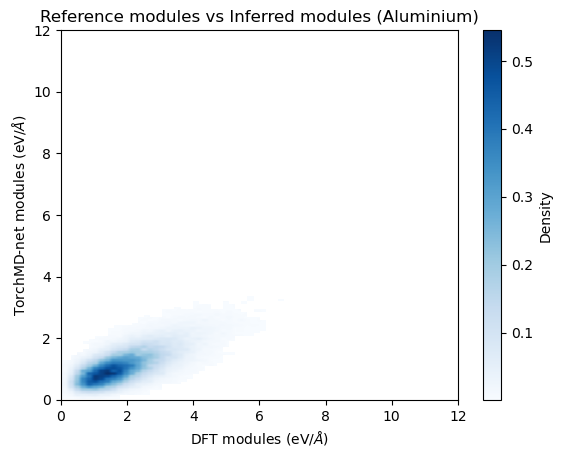 Reference modules vs Inferred modules (Aluminium)
12
10
8
6
4
2
0
0 2 4 6 8 10 12
TorchMD-net modules (eV/Å)
DFT modules (eV/Å)
0.5
0.4
0.3
0.2
0.1
Density